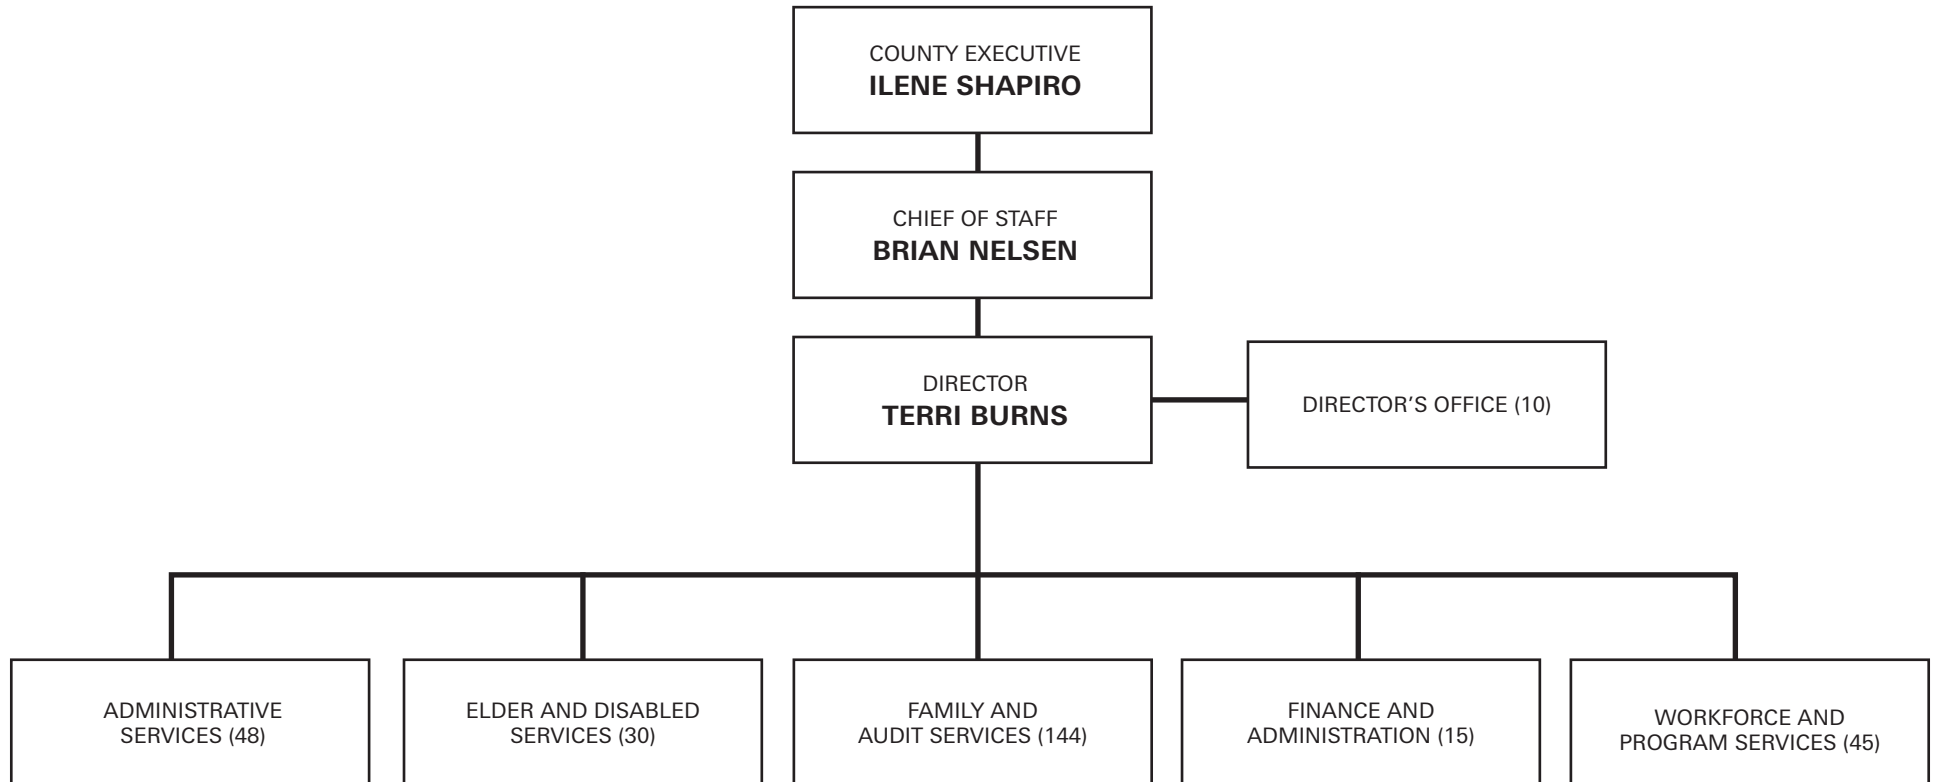 COUNTY EXECUTIVE
ILENE SHAPIRO
CHIEF OF STAFF
BRIAN NELSEN
DIRECTOR
TERRI BURNS
DIRECTOR’S OFFICE (10)
ADMINISTRATIVE
SERVICES (48)
ELDER AND DISABLED
SERVICES (30)
FAMILY AND
AUDIT SERVICES (144)
FINANCE AND
ADMINISTRATION (15)
WORKFORCE AND
PROGRAM SERVICES (45)